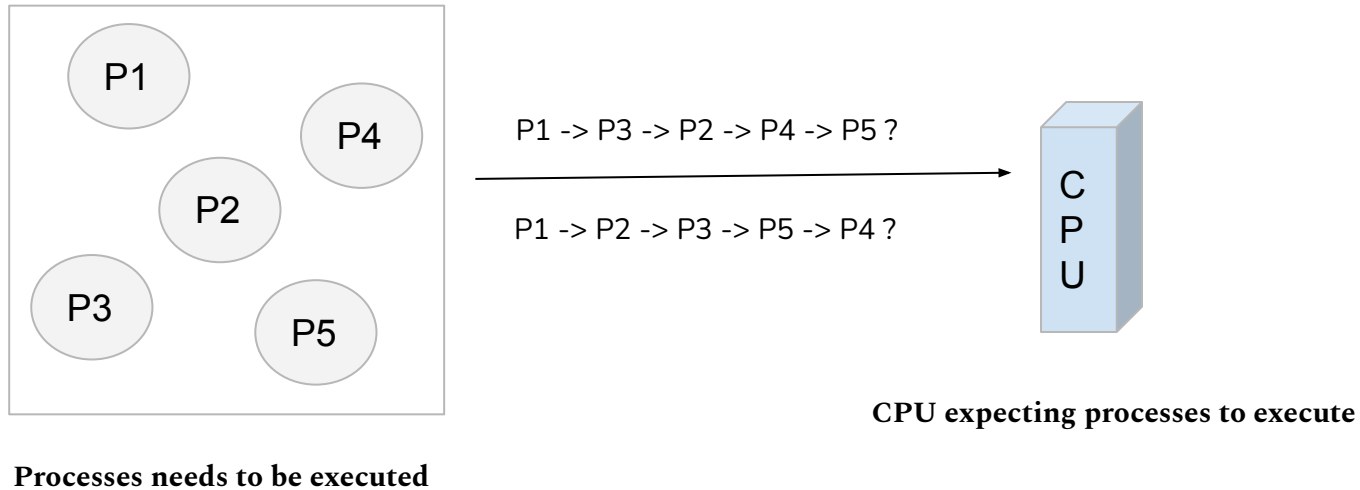 P1
P4
P2
P3
P5
P1 -> P3 -> P2 -> P4 -> P5 ?
P1 -> P2 -> P3 -> P5 -> P4 ?
C
P
U
CPU expecting processes to execute
Processes needs to be executed